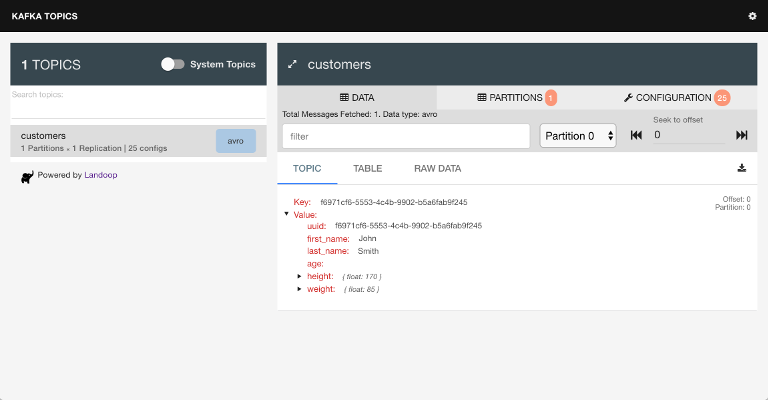 KAFKA TOPICS
1 TOPICS
System Topics
Search topics:
customers
1 Partitions × 1 Replication | 25 configs
avro
Powered by Landoop
customers
DATA
PARTITIONS 1
CONFIGURATION 25
Total Messages Fetched: 1. Data type: avro
filter
Partition 0
Seek to offset
0
TOPIC
TABLE
RAW DATA
Key: f6971cf6-5553-4c4b-9902-b5a6fab9f245
Offset: 0
Partition: 0
Value:
uuid: f6971cf6-5553-4c4b-9902-b5a6fab9f245
first_name: John
last_name: Smith
age:
height: { float: 170 }
weight: { float: 85 }